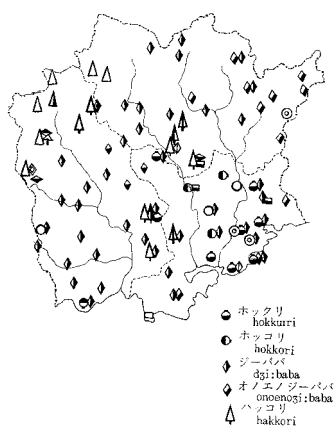 ホックリ
hokkuɪri
ホッコリ
hokkori
ジーババ
dʒi:baba
オノエノジーババ
onoenoʒi:baba
ハッコリ
hakkori